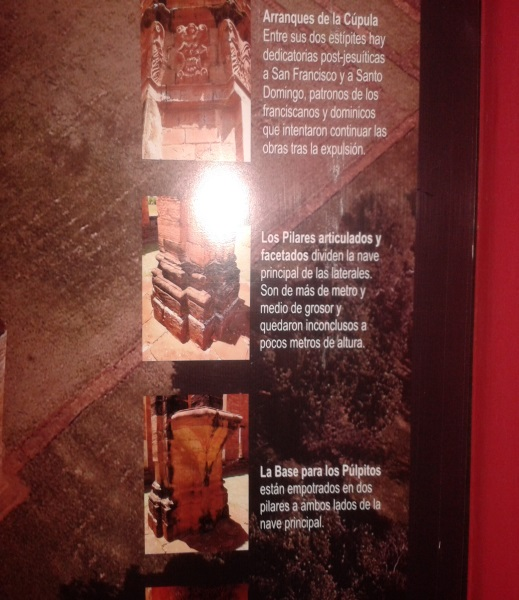 Arranques de la Cúpula
Entre sus dos estípites hay
dedicatorias post-jesuíticas
a San Francisco y a Santo
Domingo, patronos de los
franciscanos y dominicos
que intentaron continuar las
obras tras la expulsión.
Los Pilares articulados y
facetados dividen la nave
principal de las laterales.
Son de más de metro y
medio de grosor y
quedaron inconclusos a
pocos metros de altura.
La Base para los Púlpitos
están empotrados en dos
pilares a ambos lados de la
nave principal.